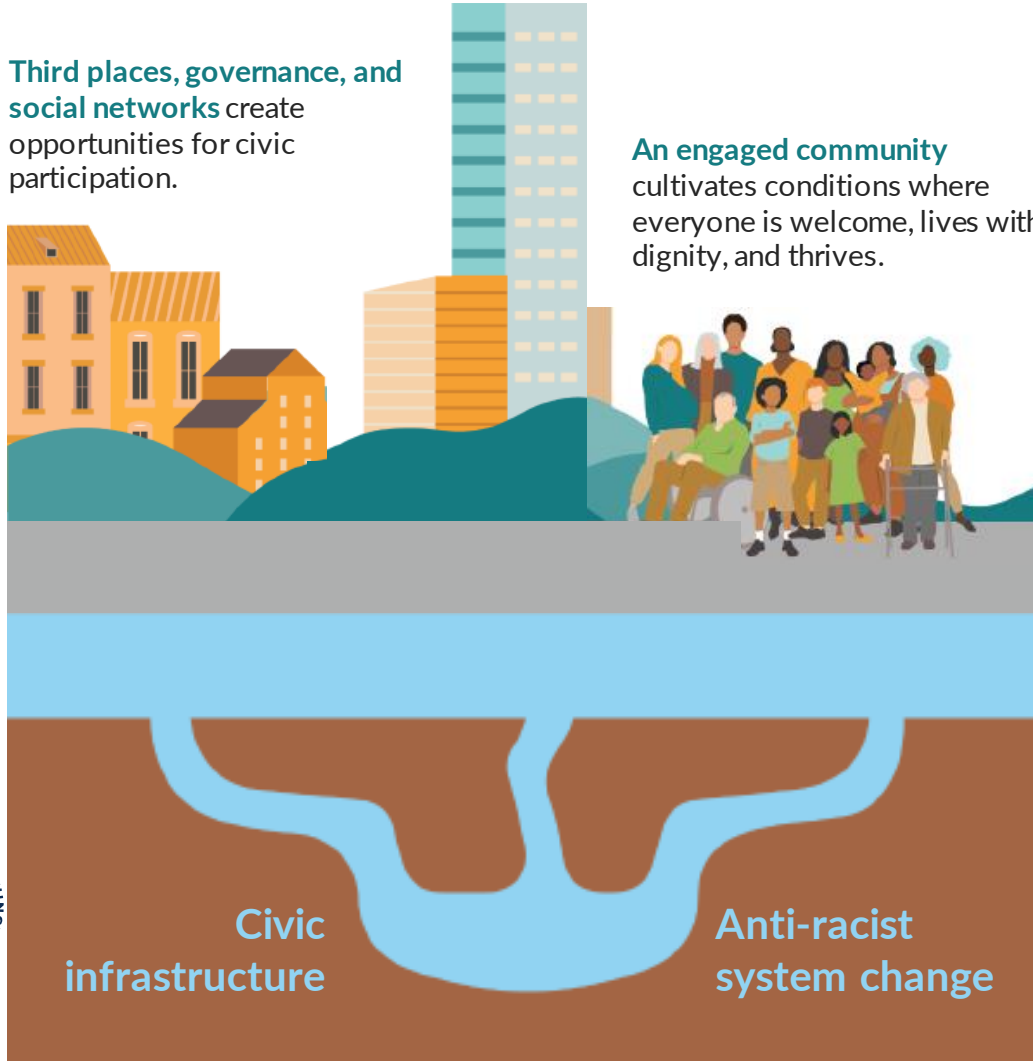 Third places, governance, and
social networks create
opportunities for civic
participation.
An engaged community
cultivates conditions where
everyone is welcome, lives with
dignity, and thrives.
Civic
infrastructure
Anti-racist
system change